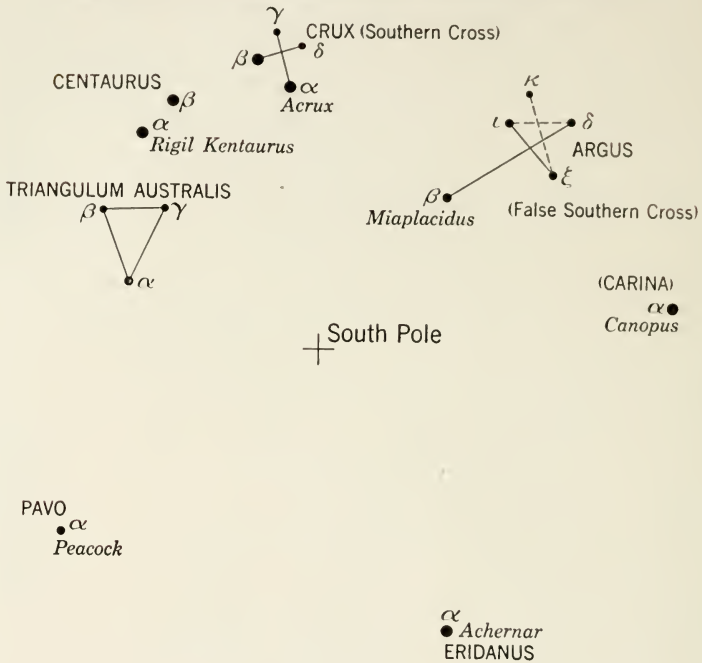 γ
CRUX (Southern Cross)
β δ
α
Acrux
CENTAURUS
β
α
Rigil Kentaurus
κ
ι δ
ARGUS
ξ
(False Southern Cross)
β
Miaplacidus
TRIANGULUM AUSTRALIS
β γ
α
(CARINA)
α
Canopus
South Pole
PAVO
α
Peacock
α
Achernar
ERIDANUS